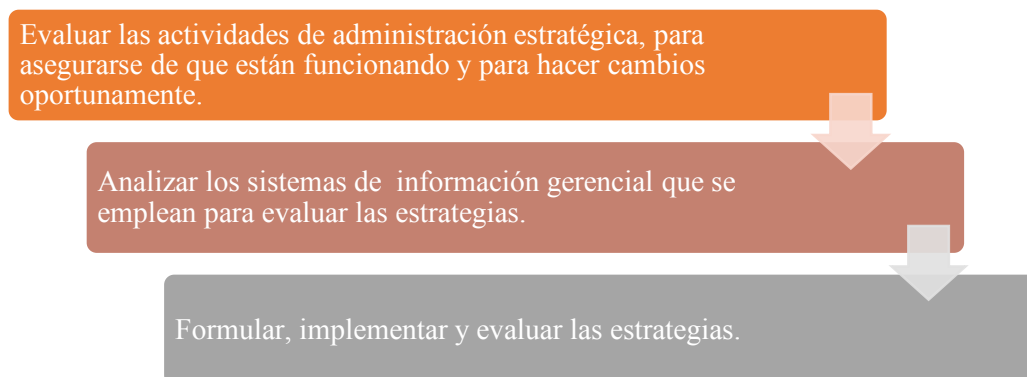 Evaluar las actividades de administración estratégica, para
asegurarse de que están funcionando y para hacer cambios
oportunamente.
Analizar los sistemas de información gerencial que se
emplean para evaluar las estrategias.
Formular, implementar y evaluar las estrategias.